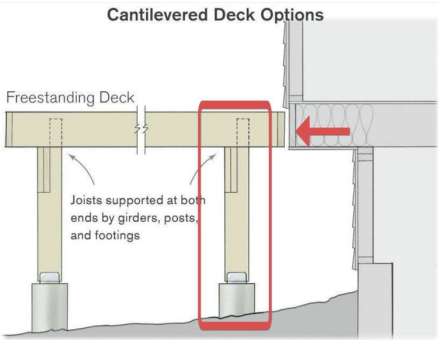 Cantilevered Deck Options
Freestanding Deck
Joists supported at both
ends by girders, posts,
and footings